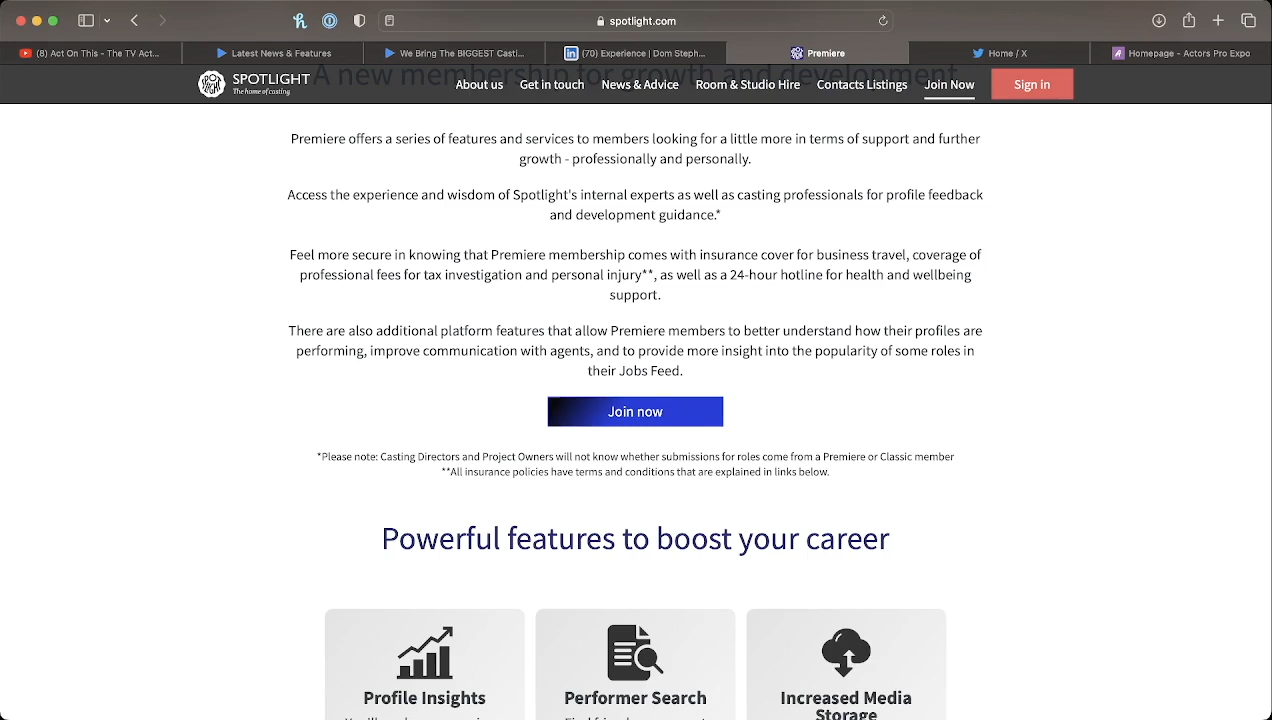 spotlight.com
(8) Act On This - The TV Act...
Latest News & Features
We Bring The BIGGEST Casti...
(70) Experience | Dom Steph...
Premiere
Home / X
Homepage - Actors Pro Expo
A new membership for growth and development
SPOTLIGHT
The home of casting
About us
Get in touch
News & Advice
Room & Studio Hire
Contacts Listings
Join Now
Sign in
Premiere offers a series of features and services to members looking for a little more in terms of support and further
growth - professionally and personally.
Access the experience and wisdom of Spotlight's internal experts as well as casting professionals for profile feedback
and development guidance.*
Feel more secure in knowing that Premiere membership comes with insurance cover for business travel, coverage of
professional fees for tax investigation and personal injury**, as well as a 24-hour hotline for health and wellbeing
support.
There are also additional platform features that allow Premiere members to better understand how their profiles are
performing, improve communication with agents, and to provide more insight into the popularity of some roles in
their Jobs Feed.
Join now
*Please note: Casting Directors and Project Owners will not know whether submissions for roles come from a Premiere or Classic member
**All insurance policies have terms and conditions that are explained in links below.
Powerful features to boost your career
Profile Insights
Performer Search
Increased Media
Storage